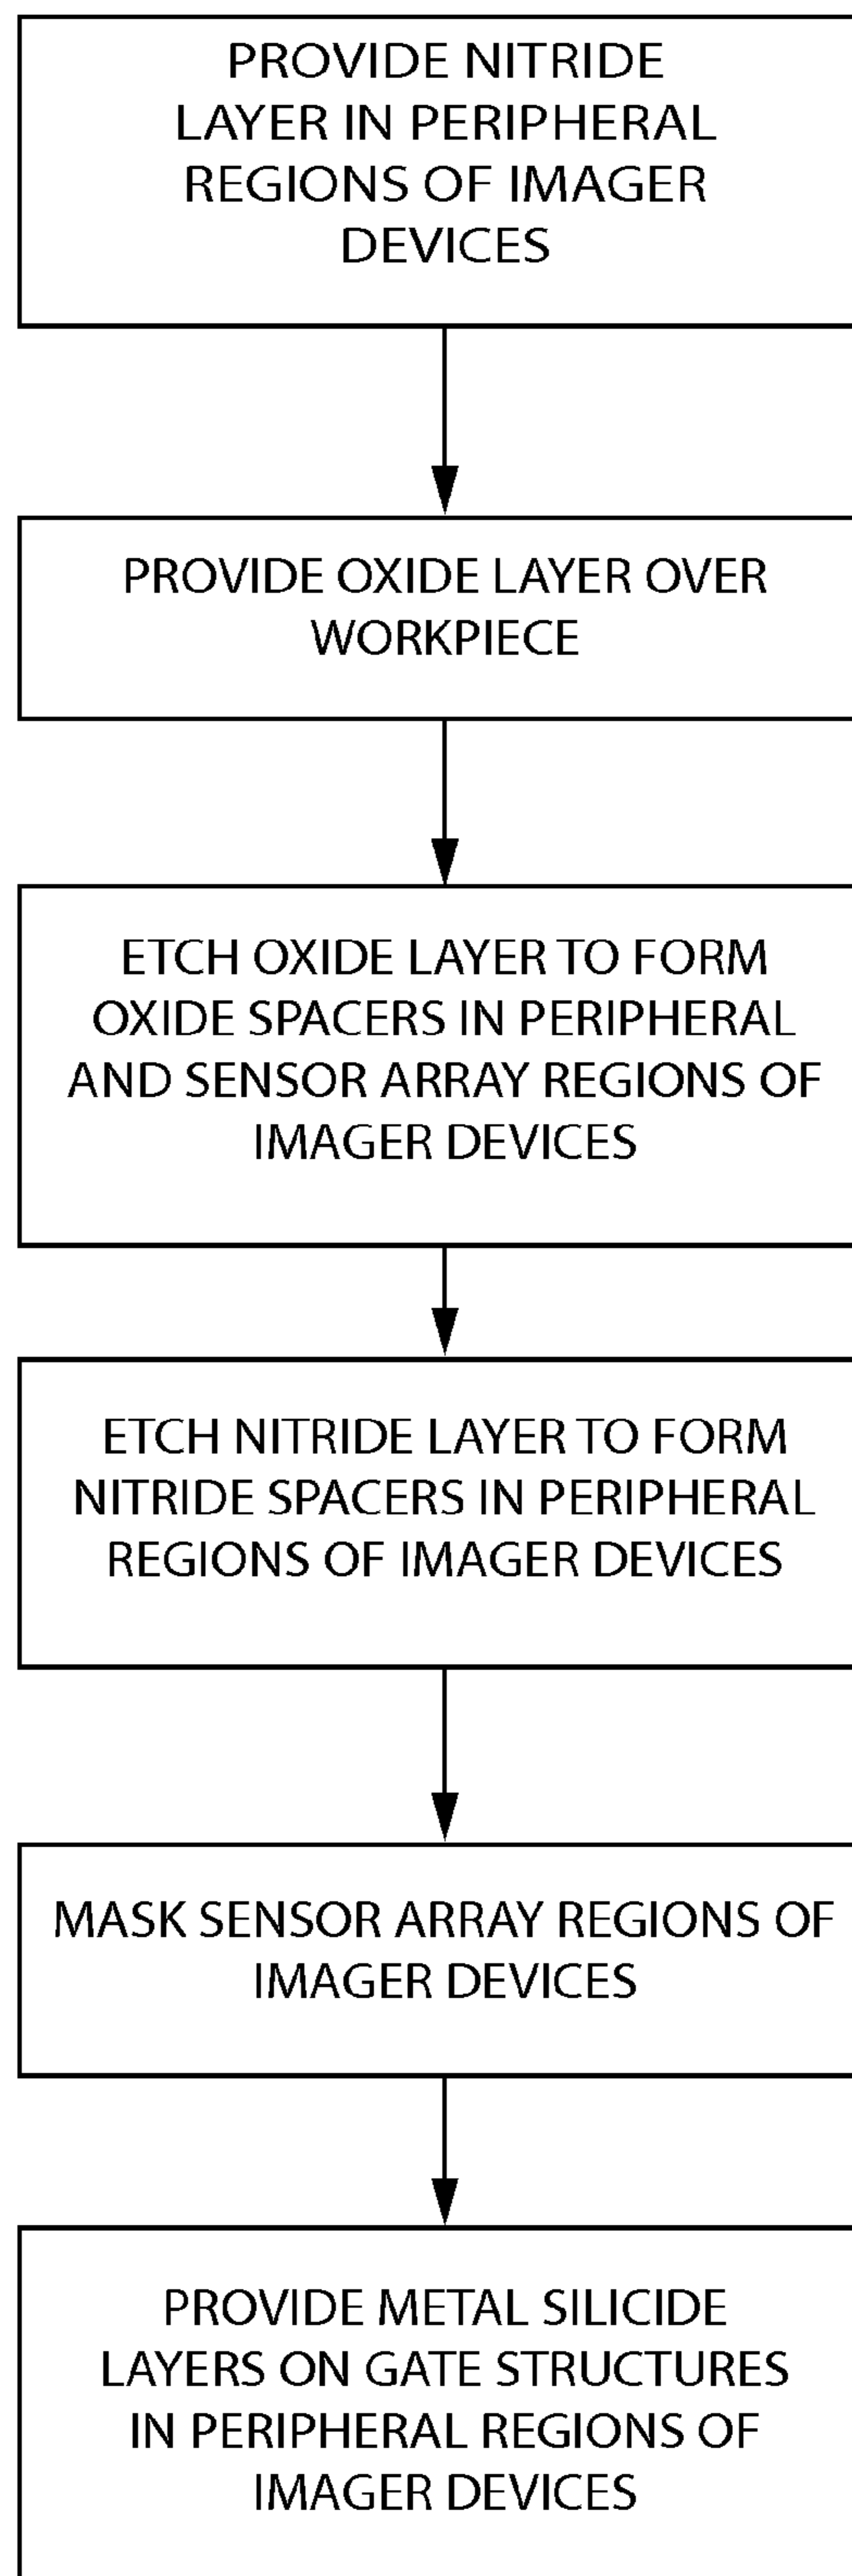 PROVIDE NITRIDE
LAYER IN PERIPHERAL
REGIONS OF IMAGER
DEVICES
PROVIDE OXIDE LAYER OVER
WORKPIECE
ETCH OXIDE LAYER TO FORM
OXIDE SPACERS IN PERIPHERAL
AND SENSOR ARRAY REGIONS OF
IMAGER DEVICES
ETCH NITRIDE LAYER TO FORM
NITRIDE SPACERS IN PERIPHERAL
REGIONS OF IMAGER DEVICES
MASK SENSOR ARRAY REGIONS OF
IMAGER DEVICES
PROVIDE METAL SILICIDE
LAYERS ON GATE STRUCTURES
IN PERIPHERAL REGIONS OF
IMAGER DEVICES